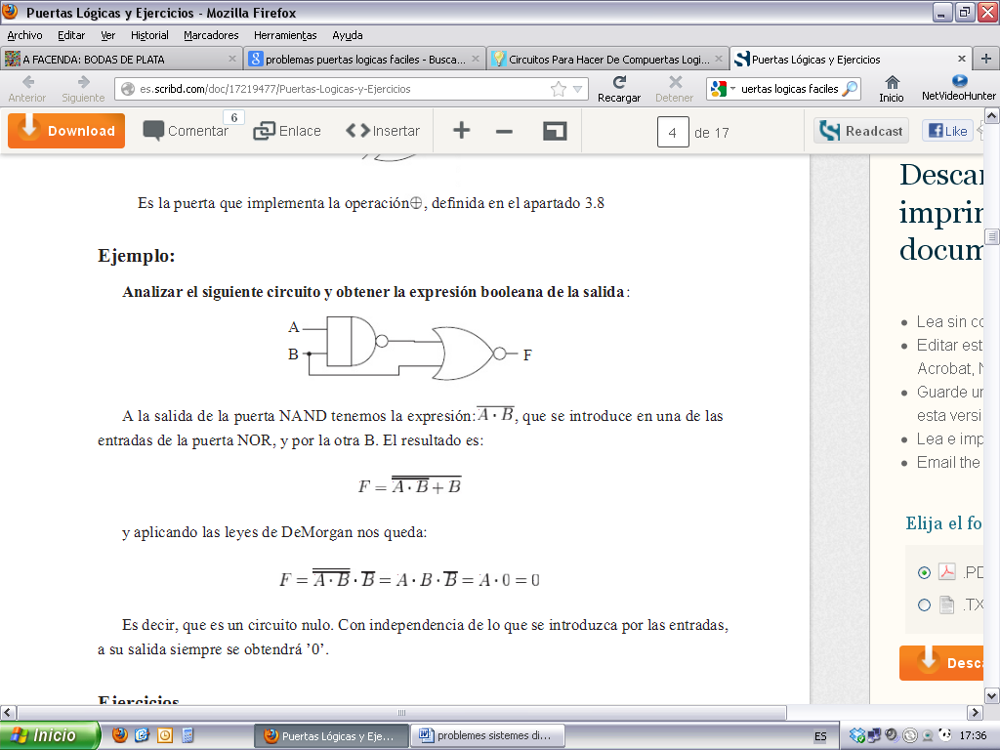 Puertas Lógicas y Ejercicios - Mozilla Firefox
Archivo Editar Ver Historial Marcadores Herramientas Ayuda
A FACENDA: BODAS DE PLATA
problemas puertas logicas faciles - Busca...
Circuitos Para Hacer De Compuertas Logi...
Puertas Lógicas y Ejercicios
Anterior Siguiente es.scribd.com/doc/17219477/Puertas-Logicas-y-Ejercicios Recargar Detener uertas logicas faciles Inicio NetVideoHunter
Download Comentar 6 Enlace Insertar 4 de 17 Readcast Like
Es la puerta que implementa la operación⊕, definida en el apartado 3.8
Ejemplo:
Analizar el siguiente circuito y obtener la expresión booleana de la salida:
A
B
F
A la salida de la puerta NAND tenemos la expresión: $\overline{A \cdot B}$, que se introduce en una de las
entradas de la puerta NOR, y por la otra B. El resultado es:
$F = \overline{\overline{A \cdot B} + B}$
y aplicando las leyes de DeMorgan nos queda:
$F = \overline{\overline{A \cdot B}} \cdot \overline{B} = A \cdot B \cdot \overline{B} = A \cdot 0 = 0$
Es decir, que es un circuito nulo. Con independencia de lo que se introduzca por las entradas,
a su salida siempre se obtendrá ’0’.
Ejercicios
Descar
imprir
docum
Lea sin co
Editar est
Acrobat, N
Guarde un
esta versi
Lea e imp
Email the
Elija el fo
.PD
.TX
Desca
Inicio
Puertas Lógicas y Eje...
problemes sistemes di...
ES
17:36